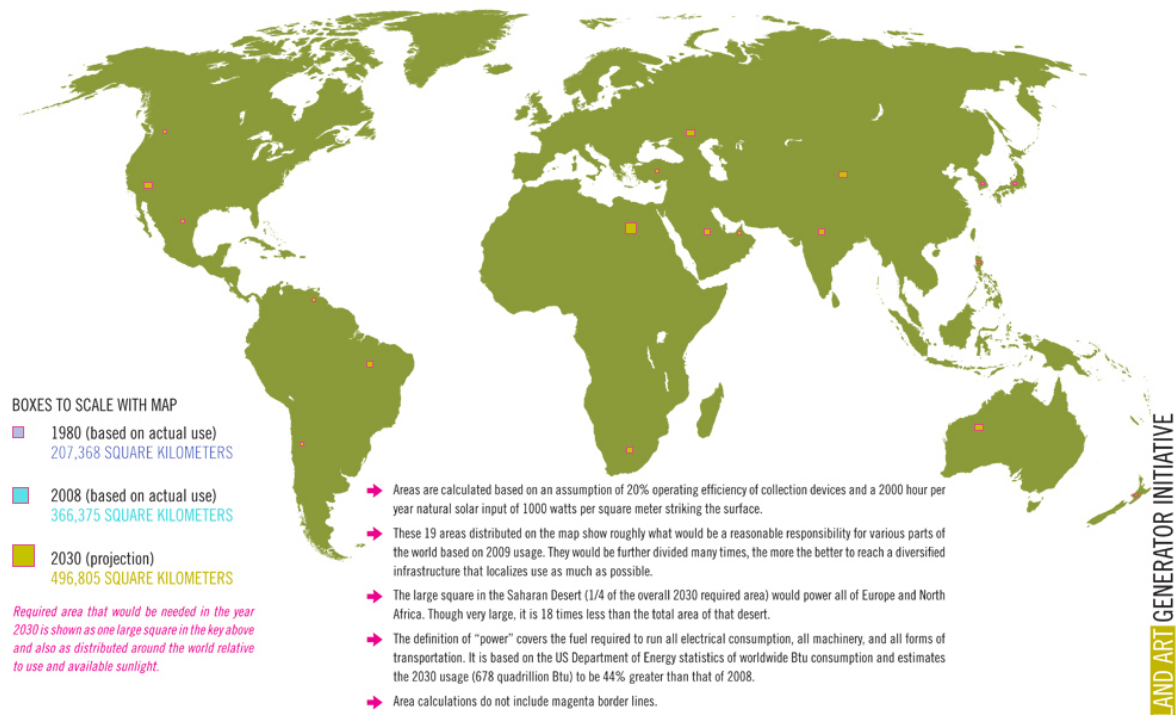 BOXES TO SCALE WITH MAP
1980 (based on actual use)
207,368 SQUARE KILOMETERS
2008 (based on actual use)
366,375 SQUARE KILOMETERS
2030 (projection)
496,805 SQUARE KILOMETERS
Required area that would be needed in the year
2030 is shown as one large square in the key above
and also as distributed around the world relative
to use and available sunlight.
Areas are calculated based on an assumption of 20% operating efficiency of collection devices and a 2000 hour per
year natural solar input of 1000 watts per square meter striking the surface.
These 19 areas distributed on the map show roughly what would be a reasonable responsibility for various parts of
the world based on 2009 usage. They would be further divided many times, the more the better to reach a diversified
infrastructure that localizes use as much as possible.
The large square in the Saharan Desert (1/4 of the overall 2030 required area) would power all of Europe and North
Africa. Though very large, it is 18 times less than the total area of that desert.
The definition of “power” covers the fuel required to run all electrical consumption, all machinery, and all forms of
transportation. It is based on the US Department of Energy statistics of worldwide Btu consumption and estimates
the 2030 usage (678 quadrillion Btu) to be 44% greater than that of 2008.
Area calculations do not include magenta border lines.
LAND ART GENERATOR INITIATIVE